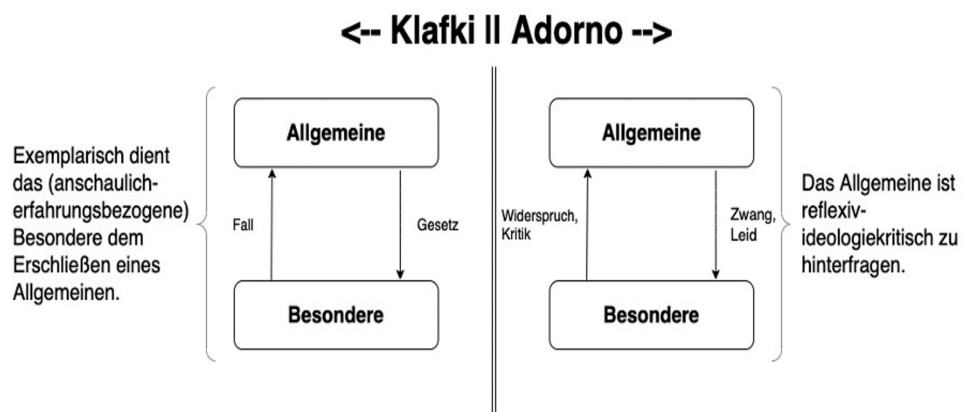 <-- Klafki || Adorno -->
Exemplarisch dient
das (anschaulich-
erfahrungsbezogene)
Besondere dem
Erschließen eines
Allgemeinen.
Allgemeine
Fall
Gesetz
Besondere
Allgemeine
Widerspruch,
Kritik
Zwang,
Leid
Besondere
Das Allgemeine ist
reflexiv-
ideologiekritisch zu
hinterfragen.